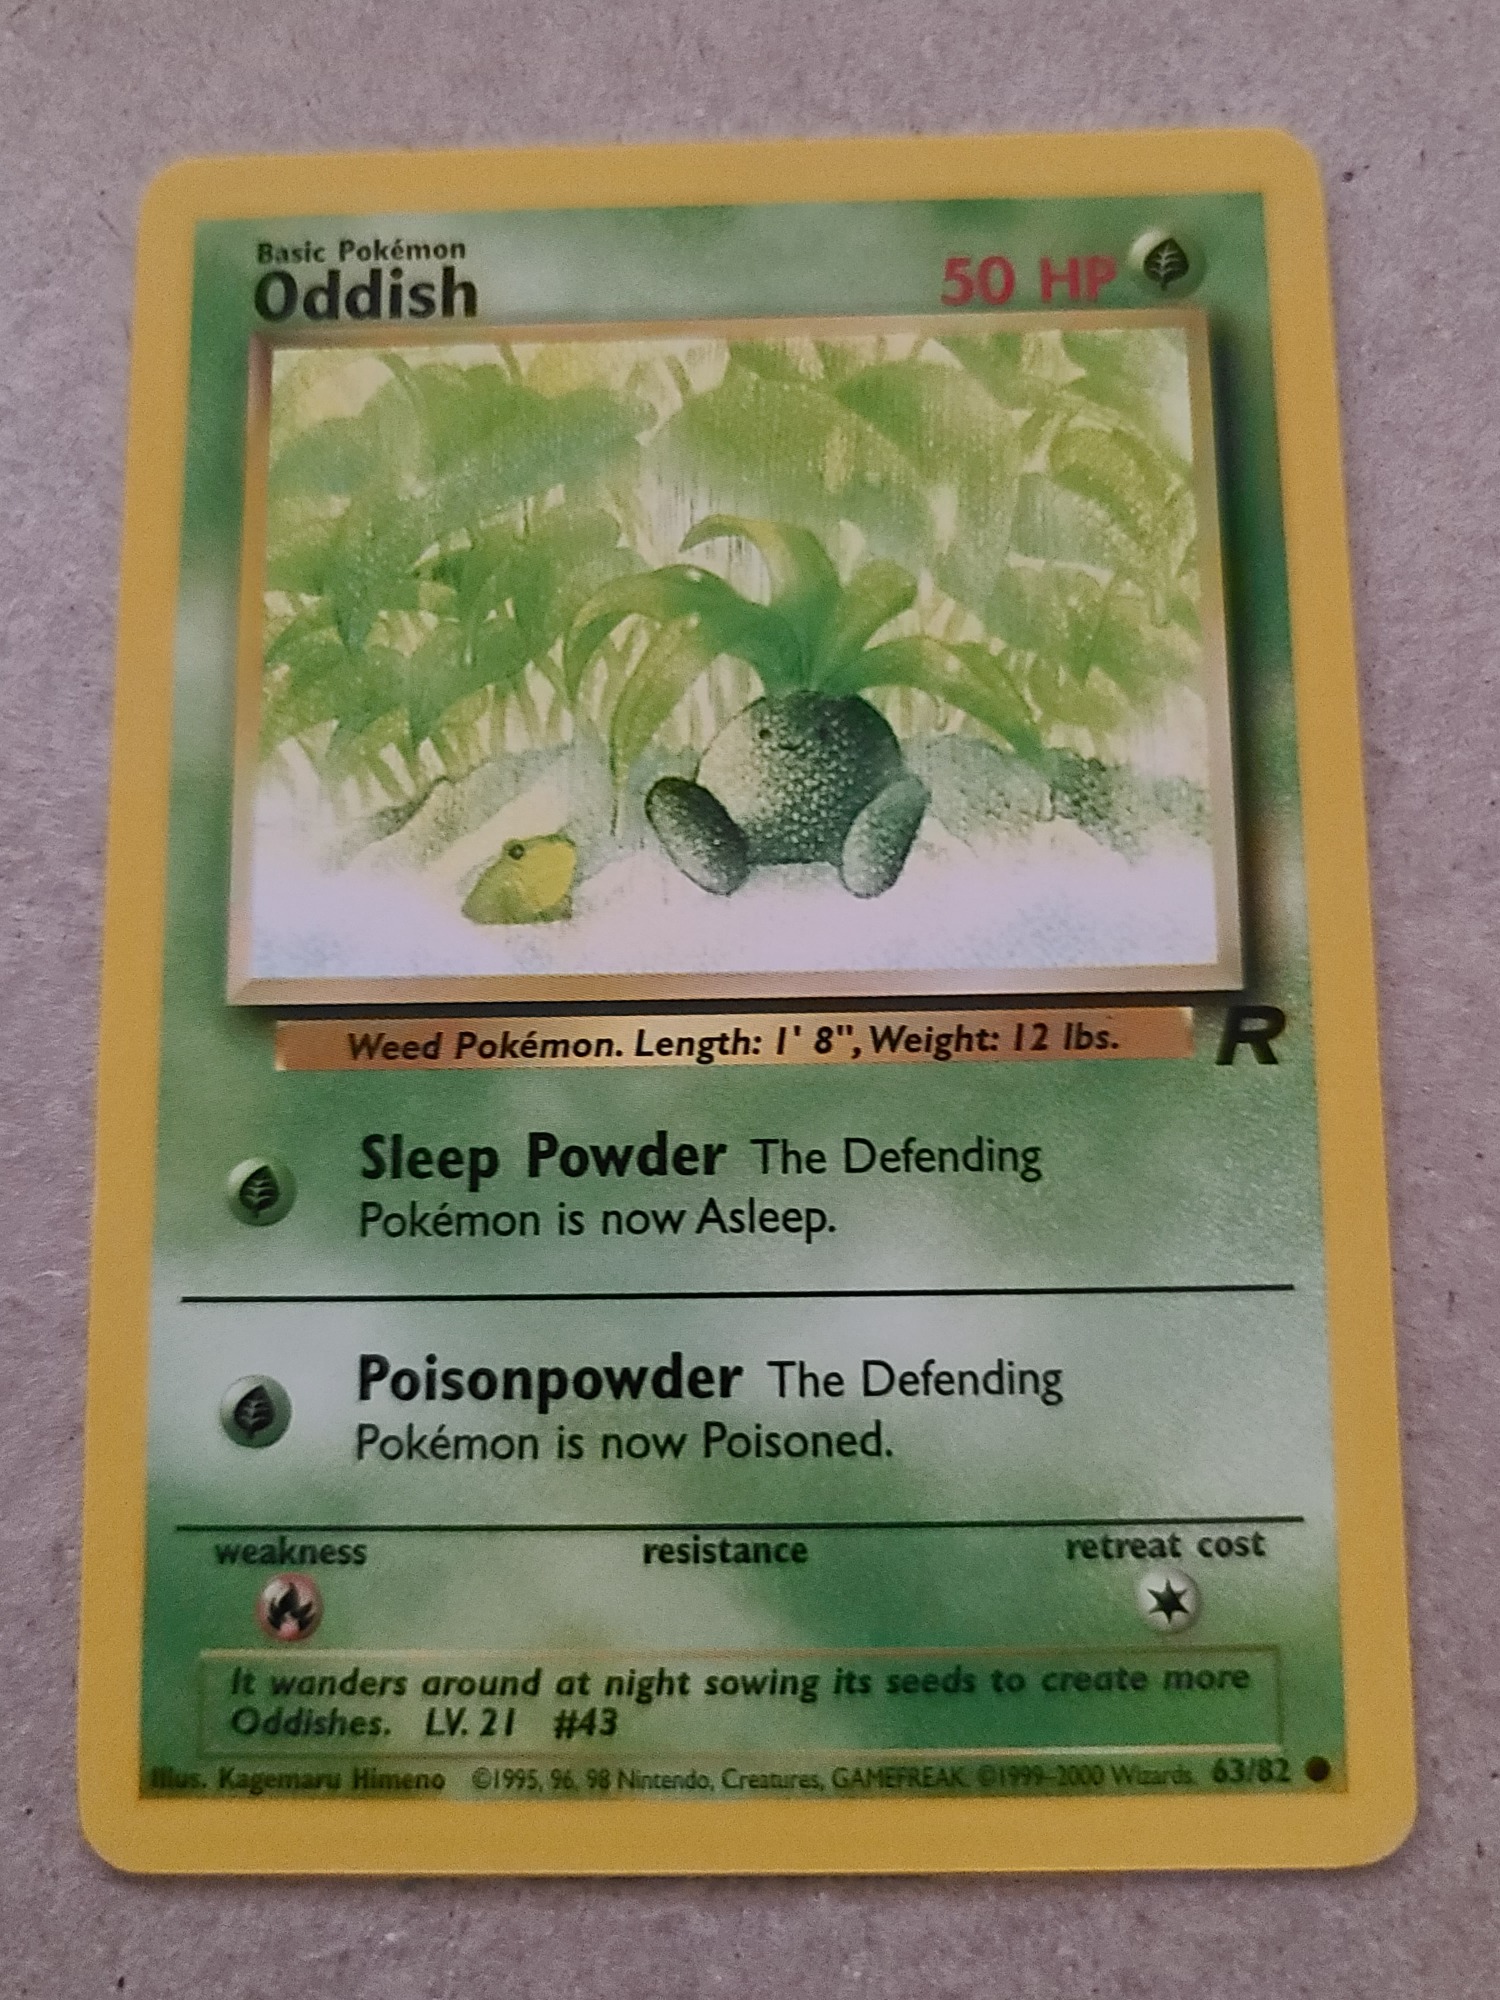 Basic Pokémon
Oddish
50 HP
Weed Pokémon. Length: 1' 8", Weight: 12 lbs.
R
Sleep Powder The Defending
Pokémon is now Asleep.
Poisonpowder The Defending
Pokémon is now Poisoned.
weakness resistance retreat cost
It wanders around at night sowing its seeds to create more
Oddishes. LV. 21 #43
Illus. Kagemaru Himeno ©1995, 96, 98 Nintendo, Creatures, GAMEFREAK. ©1999–2000 Wizards. 63/82